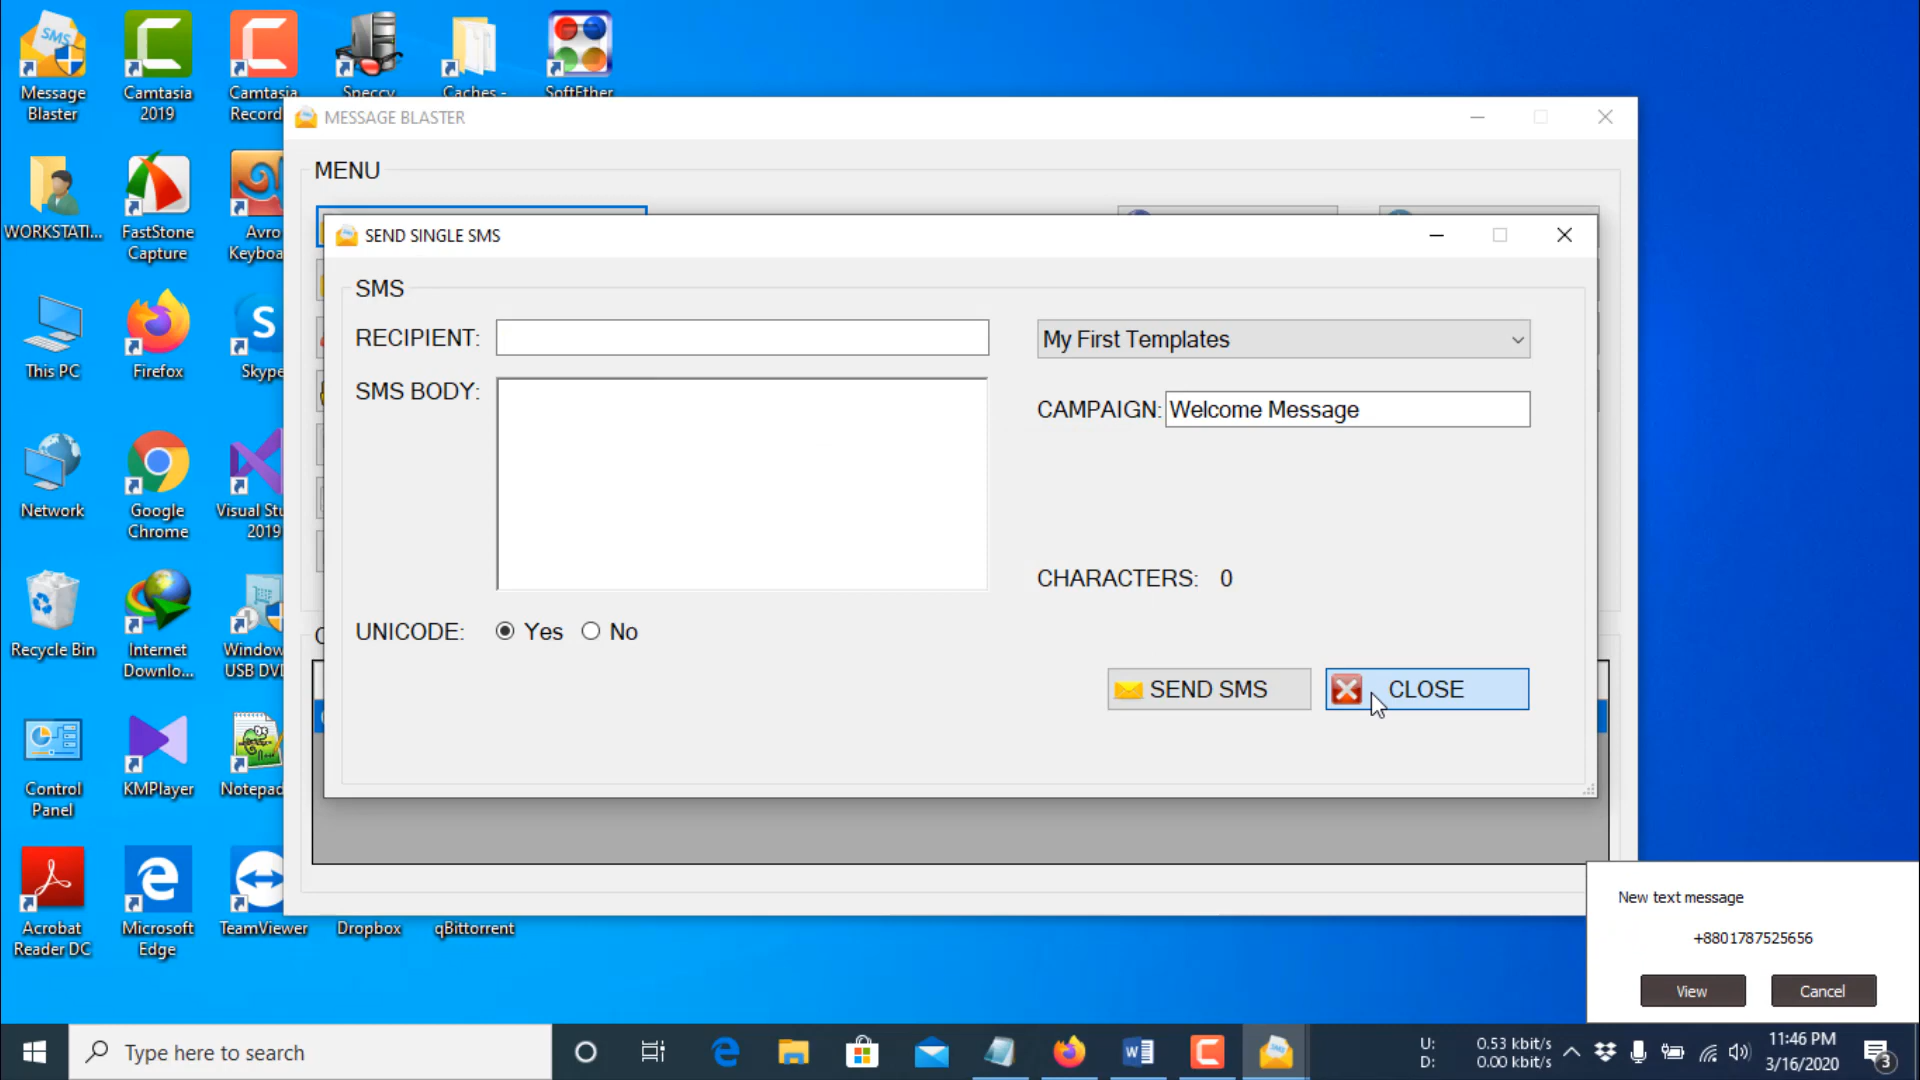 SMS
Message
Blaster
Camtasia
2019
Camtasia
Record
Speccy
Caches -
SoftEther
MESSAGE BLASTER
MENU
WORKSTATI...
FastStone
Capture
Avro
Keyboa
SEND SINGLE SMS
SMS
RECIPIENT:
My First Templates
SMS BODY:
CAMPAIGN: Welcome Message
CHARACTERS: 0
UNICODE: Yes No
SEND SMS
CLOSE
This PC
Firefox
Skype
Network
Google
Chrome
Visual Stu
2019
Recycle Bin
Internet
Downlo...
Window
USB DVD
Control
Panel
KMPlayer
Notepad
Acrobat
Reader DC
Microsoft
Edge
TeamViewer
Dropbox
qBittorrent
New text message
+8801787525656
View
Cancel
Type here to search
U: 0.53 kbit/s
D: 0.00 kbit/s
11:46 PM
3/16/2020
3